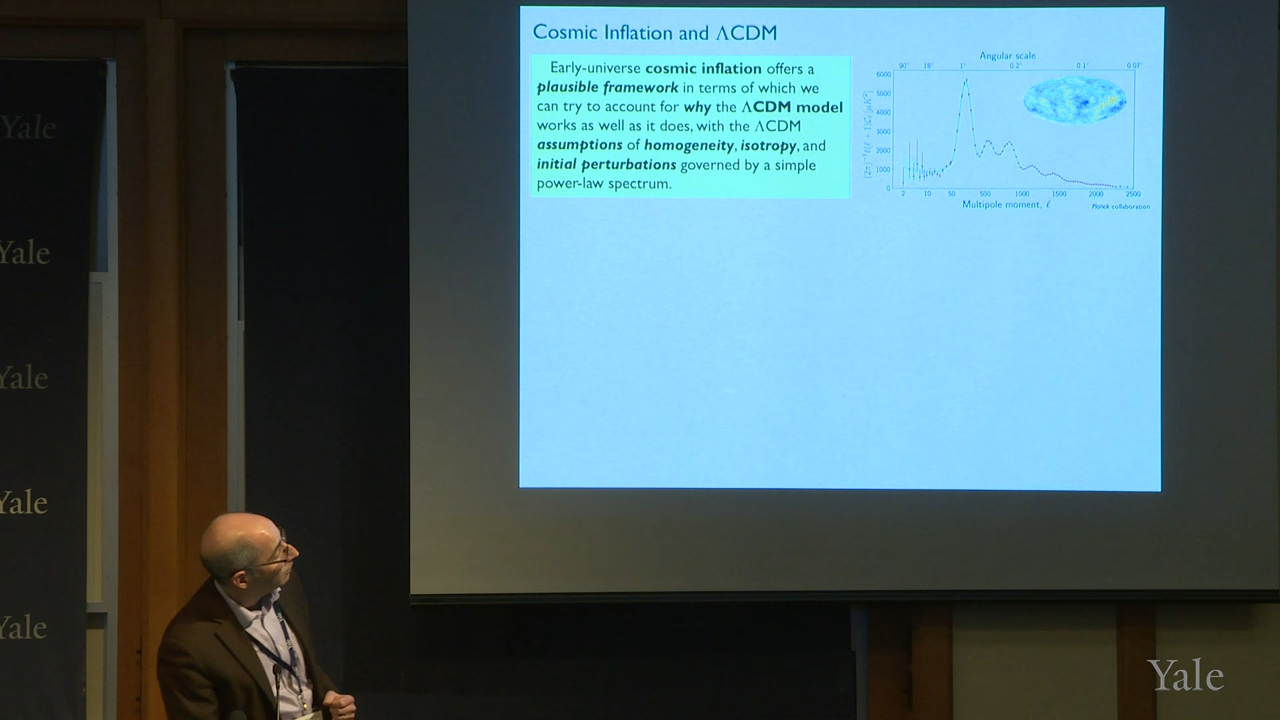 Cosmic Inflation and ΛCDM
Early-universe cosmic inflation offers a
plausible framework in terms of which we
can try to account for why the ΛCDM model
works as well as it does, with the ΛCDM
assumptions of homogeneity, isotropy, and
initial perturbations governed by a simple
power-law spectrum.
Angular scale
90° 18° 1° 0.2° 0.1° 0.07°
6000
5000
4000
3000
2000
1000
0
2 10 50 500 1000 1500 2000 2500
Multipole moment, ℓ
Planck collaboration
Yale
Yale
Yale
Yale
Yale
Yale